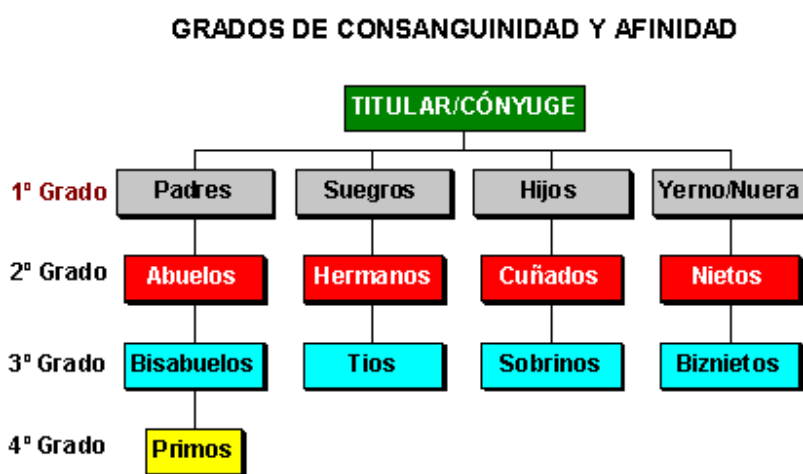 GRADOS DE CONSANGUINIDAD Y AFINIDAD
TITULAR/CÓNYUGE
1º Grado Padres Suegros Hijos Yerno/Nuera
2º Grado Abuelos Hermanos Cuñados Nietos
3º Grado Bisabuelos Tios Sobrinos Biznietos
4º Grado Primos